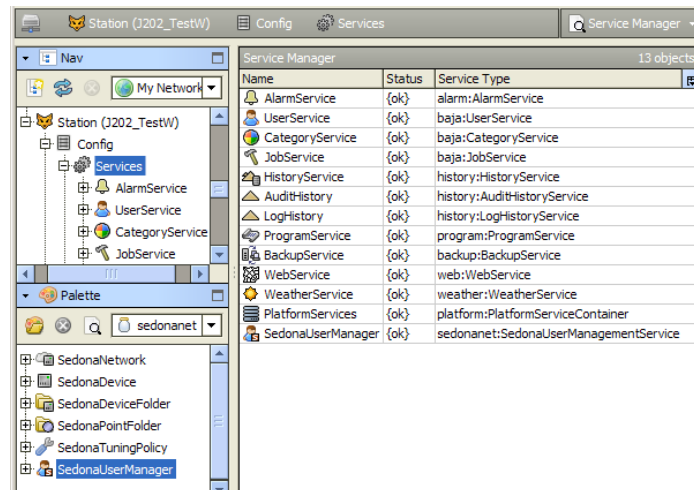 Station (J202_TestW) Config Services Service Manager
Nav
My Network
Station (J202_TestW)
Config
Services
AlarmService
UserService
CategoryService
JobService
Palette
sedonanet
SedonaNetwork
SedonaDevice
SedonaDeviceFolder
SedonaPointFolder
SedonaTuningPolicy
SedonaUserManager
Service Manager 13 objects
Name Status Service Type
AlarmService {ok} alarm:AlarmService
UserService {ok} baja:UserService
CategoryService {ok} baja:CategoryService
JobService {ok} baja:JobService
HistoryService {ok} history:HistoryService
AuditHistory {ok} history:AuditHistoryService
LogHistory {ok} history:LogHistoryService
ProgramService {ok} program:ProgramService
BackupService {ok} backup:BackupService
WebService {ok} web:WebService
WeatherService {ok} weather:WeatherService
PlatformServices {ok} platform:PlatformServiceContainer
SedonaUserManager {ok} sedonanet:SedonaUserManagementService